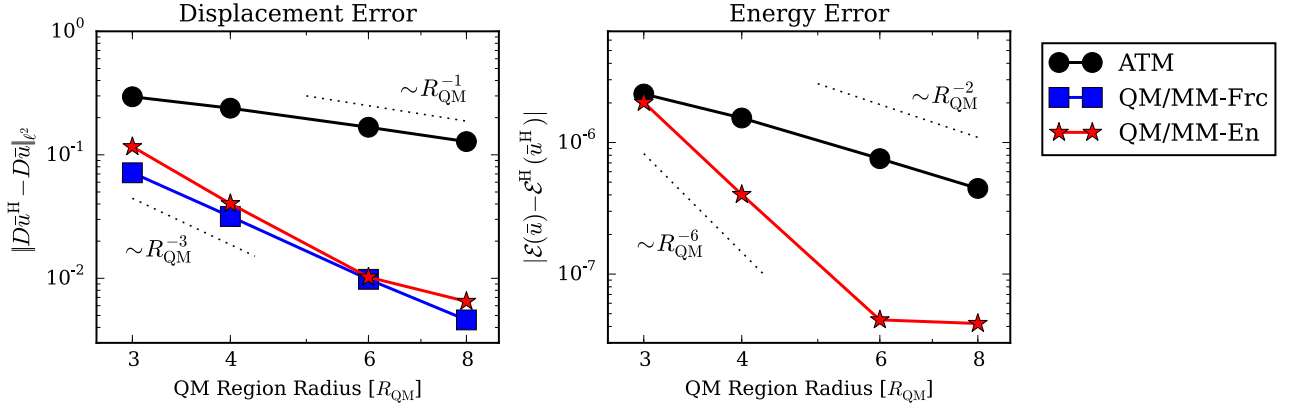 Displacement Error
‖Dū^H − Dū‖_ℓ²
10⁰
10⁻¹
10⁻²
∼R_QM^−1
∼R_QM^−3
3 4 6 8
QM Region Radius [R_QM]
Energy Error
|ℰ(ū) − ℰ^H(ū^H)|
10⁻⁶
10⁻⁷
∼R_QM^−2
∼R_QM^−6
3 4 6 8
QM Region Radius [R_QM]
ATM
QM/MM-Frc
QM/MM-En